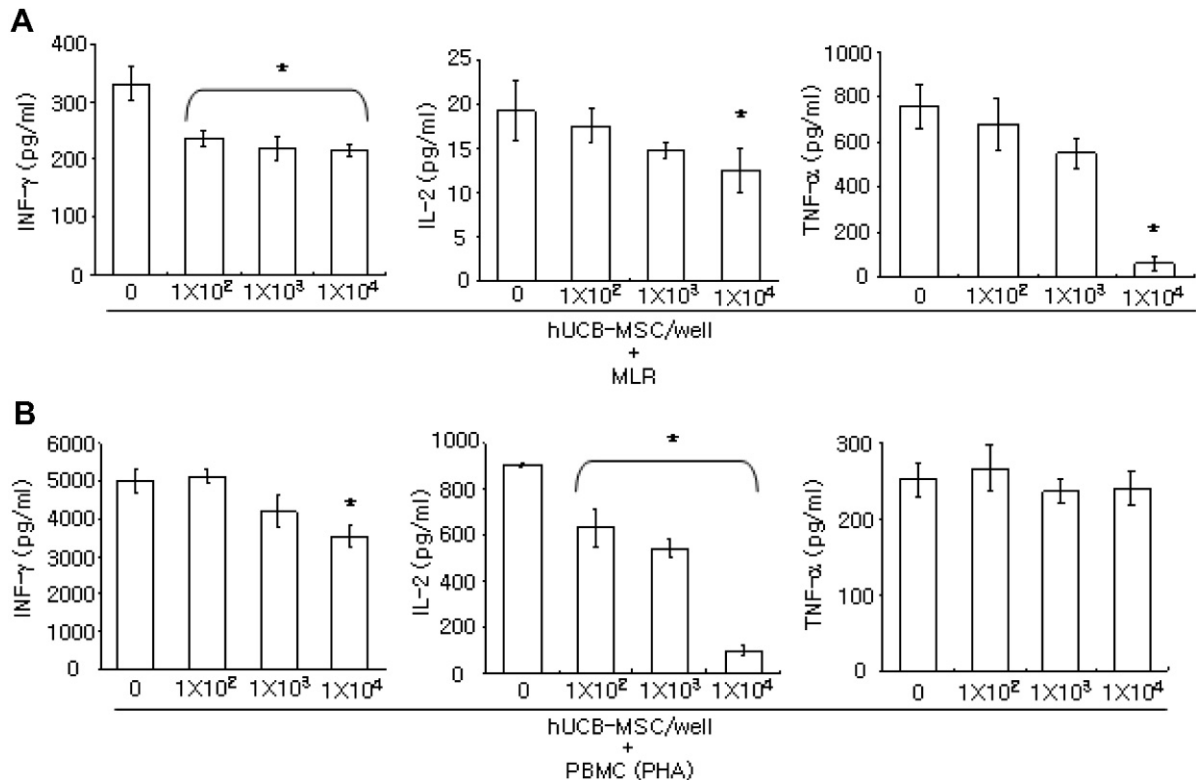 A
INF-γ (pg/ml)
400
300
200
100
0
*
0 1X10² 1X10³ 1X10⁴
IL-2 (pg/ml)
25
20
15
10
5
0
*
0 1X10² 1X10³ 1X10⁴
TNF-α (pg/ml)
1000
800
600
400
200
0
*
0 1X10² 1X10³ 1X10⁴
hUCB-MSC/well
+
MLR
B
INF-γ (pg/ml)
6000
5000
4000
3000
2000
1000
0
*
0 1X10² 1X10³ 1X10⁴
IL-2 (pg/ml)
1000
800
600
400
200
0
*
0 1X10² 1X10³ 1X10⁴
TNF-α (pg/ml)
300
200
100
0
0 1X10² 1X10³ 1X10⁴
hUCB-MSC/well
+
PBMC (PHA)